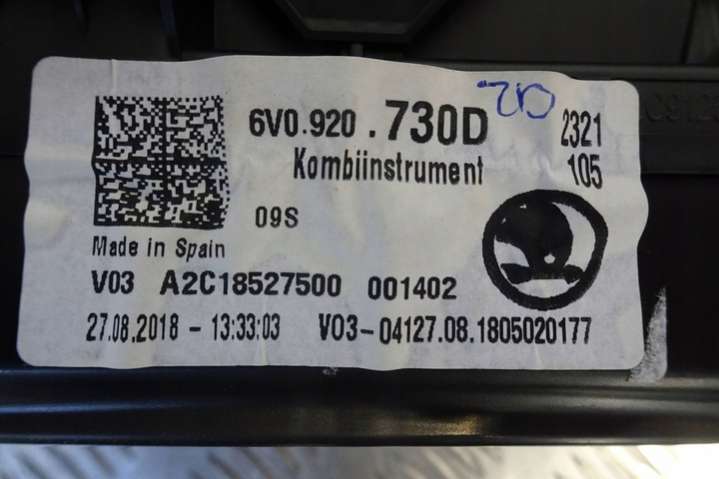 6V0.920 .730D
2321
Kombiinstrument
105
09S
Made in Spain
V03 A2C18527500 001402
27.08.2018 - 13:33:03 V03-04127.08.1805020177